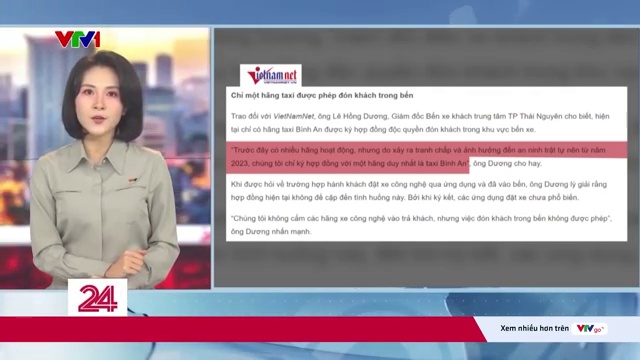 VTV1
vietnamnet
Chỉ một hãng taxi được phép đón khách trong bến
Trao đổi với VietNamNet, ông Lê Hồng Dương, Giám đốc Bến xe khách trung tâm TP Thái Nguyên cho biết, hiện
tại chỉ có hãng taxi Bình An được ký hợp đồng độc quyền đón khách trong khu vực bến xe.
“Trước đây có nhiều hãng hoạt động, nhưng do xảy ra tranh chấp và ảnh hưởng đến an ninh trật tự nên từ năm
2023, chúng tôi chỉ ký hợp đồng với một hãng duy nhất là taxi Bình An”, ông Dương cho hay.
Khi được hỏi về trường hợp hành khách đặt xe công nghệ qua ứng dụng và đã vào bến, ông Dương lý giải rằng
hợp đồng hiện tại không đề cập đến tình huống này. Bởi khi ký kết, các ứng dụng đặt xe chưa phổ biến.
“Chúng tôi không cấm các hãng xe công nghệ vào trả khách, nhưng việc đón khách trong bến không được phép”,
ông Dương nhấn mạnh.
24
Xem nhiều hơn trên VTVgo